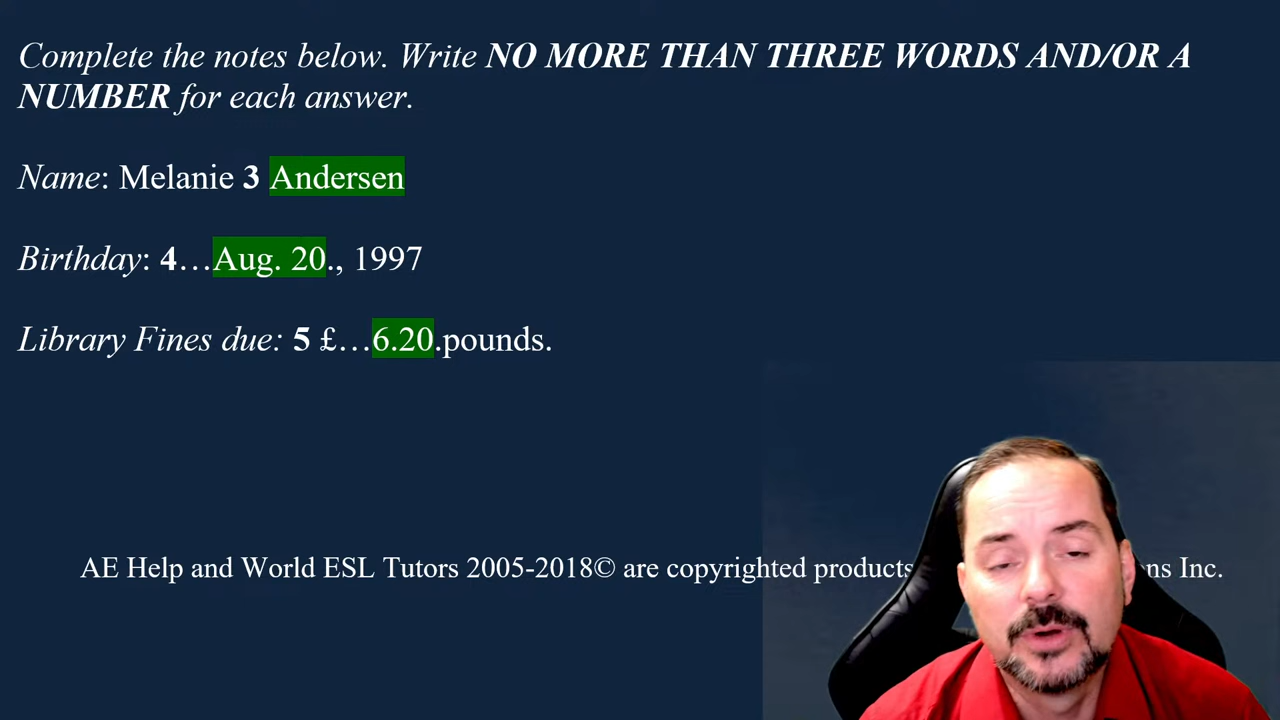 Complete the notes below. Write NO MORE THAN THREE WORDS AND/OR A
NUMBER for each answer.
Name: Melanie 3 Andersen
Birthday: 4…Aug. 20., 1997
Library Fines due: 5 £…6.20.pounds.
AE Help and World ESL Tutors 2005-2018© are copyrighted products Inc.